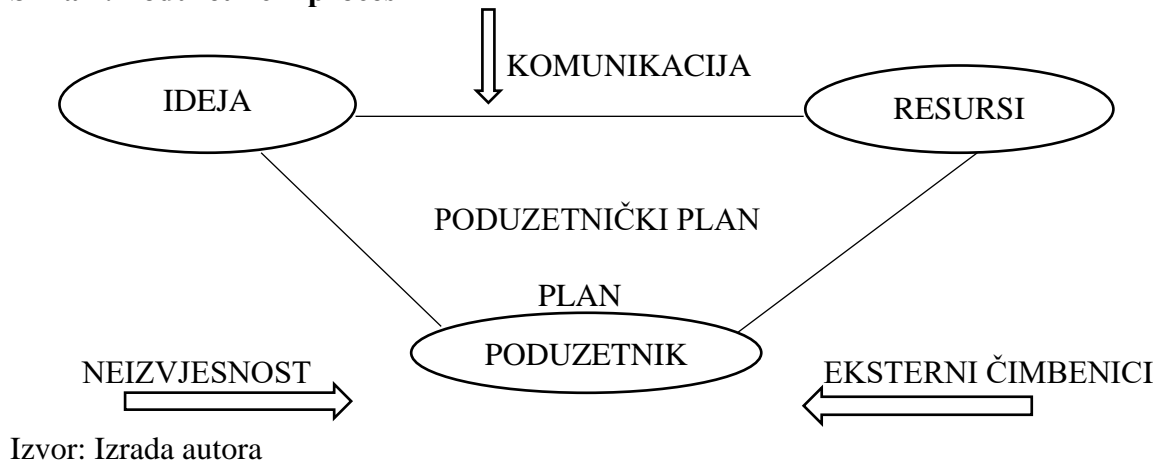 KOMUNIKACIJA
IDEJA
RESURSI
PODUZETNIČKI PLAN
PLAN
PODUZETNIK
NEIZVJESNOST
EKSTERNI ČIMBENICI
Izvor: Izrada autora